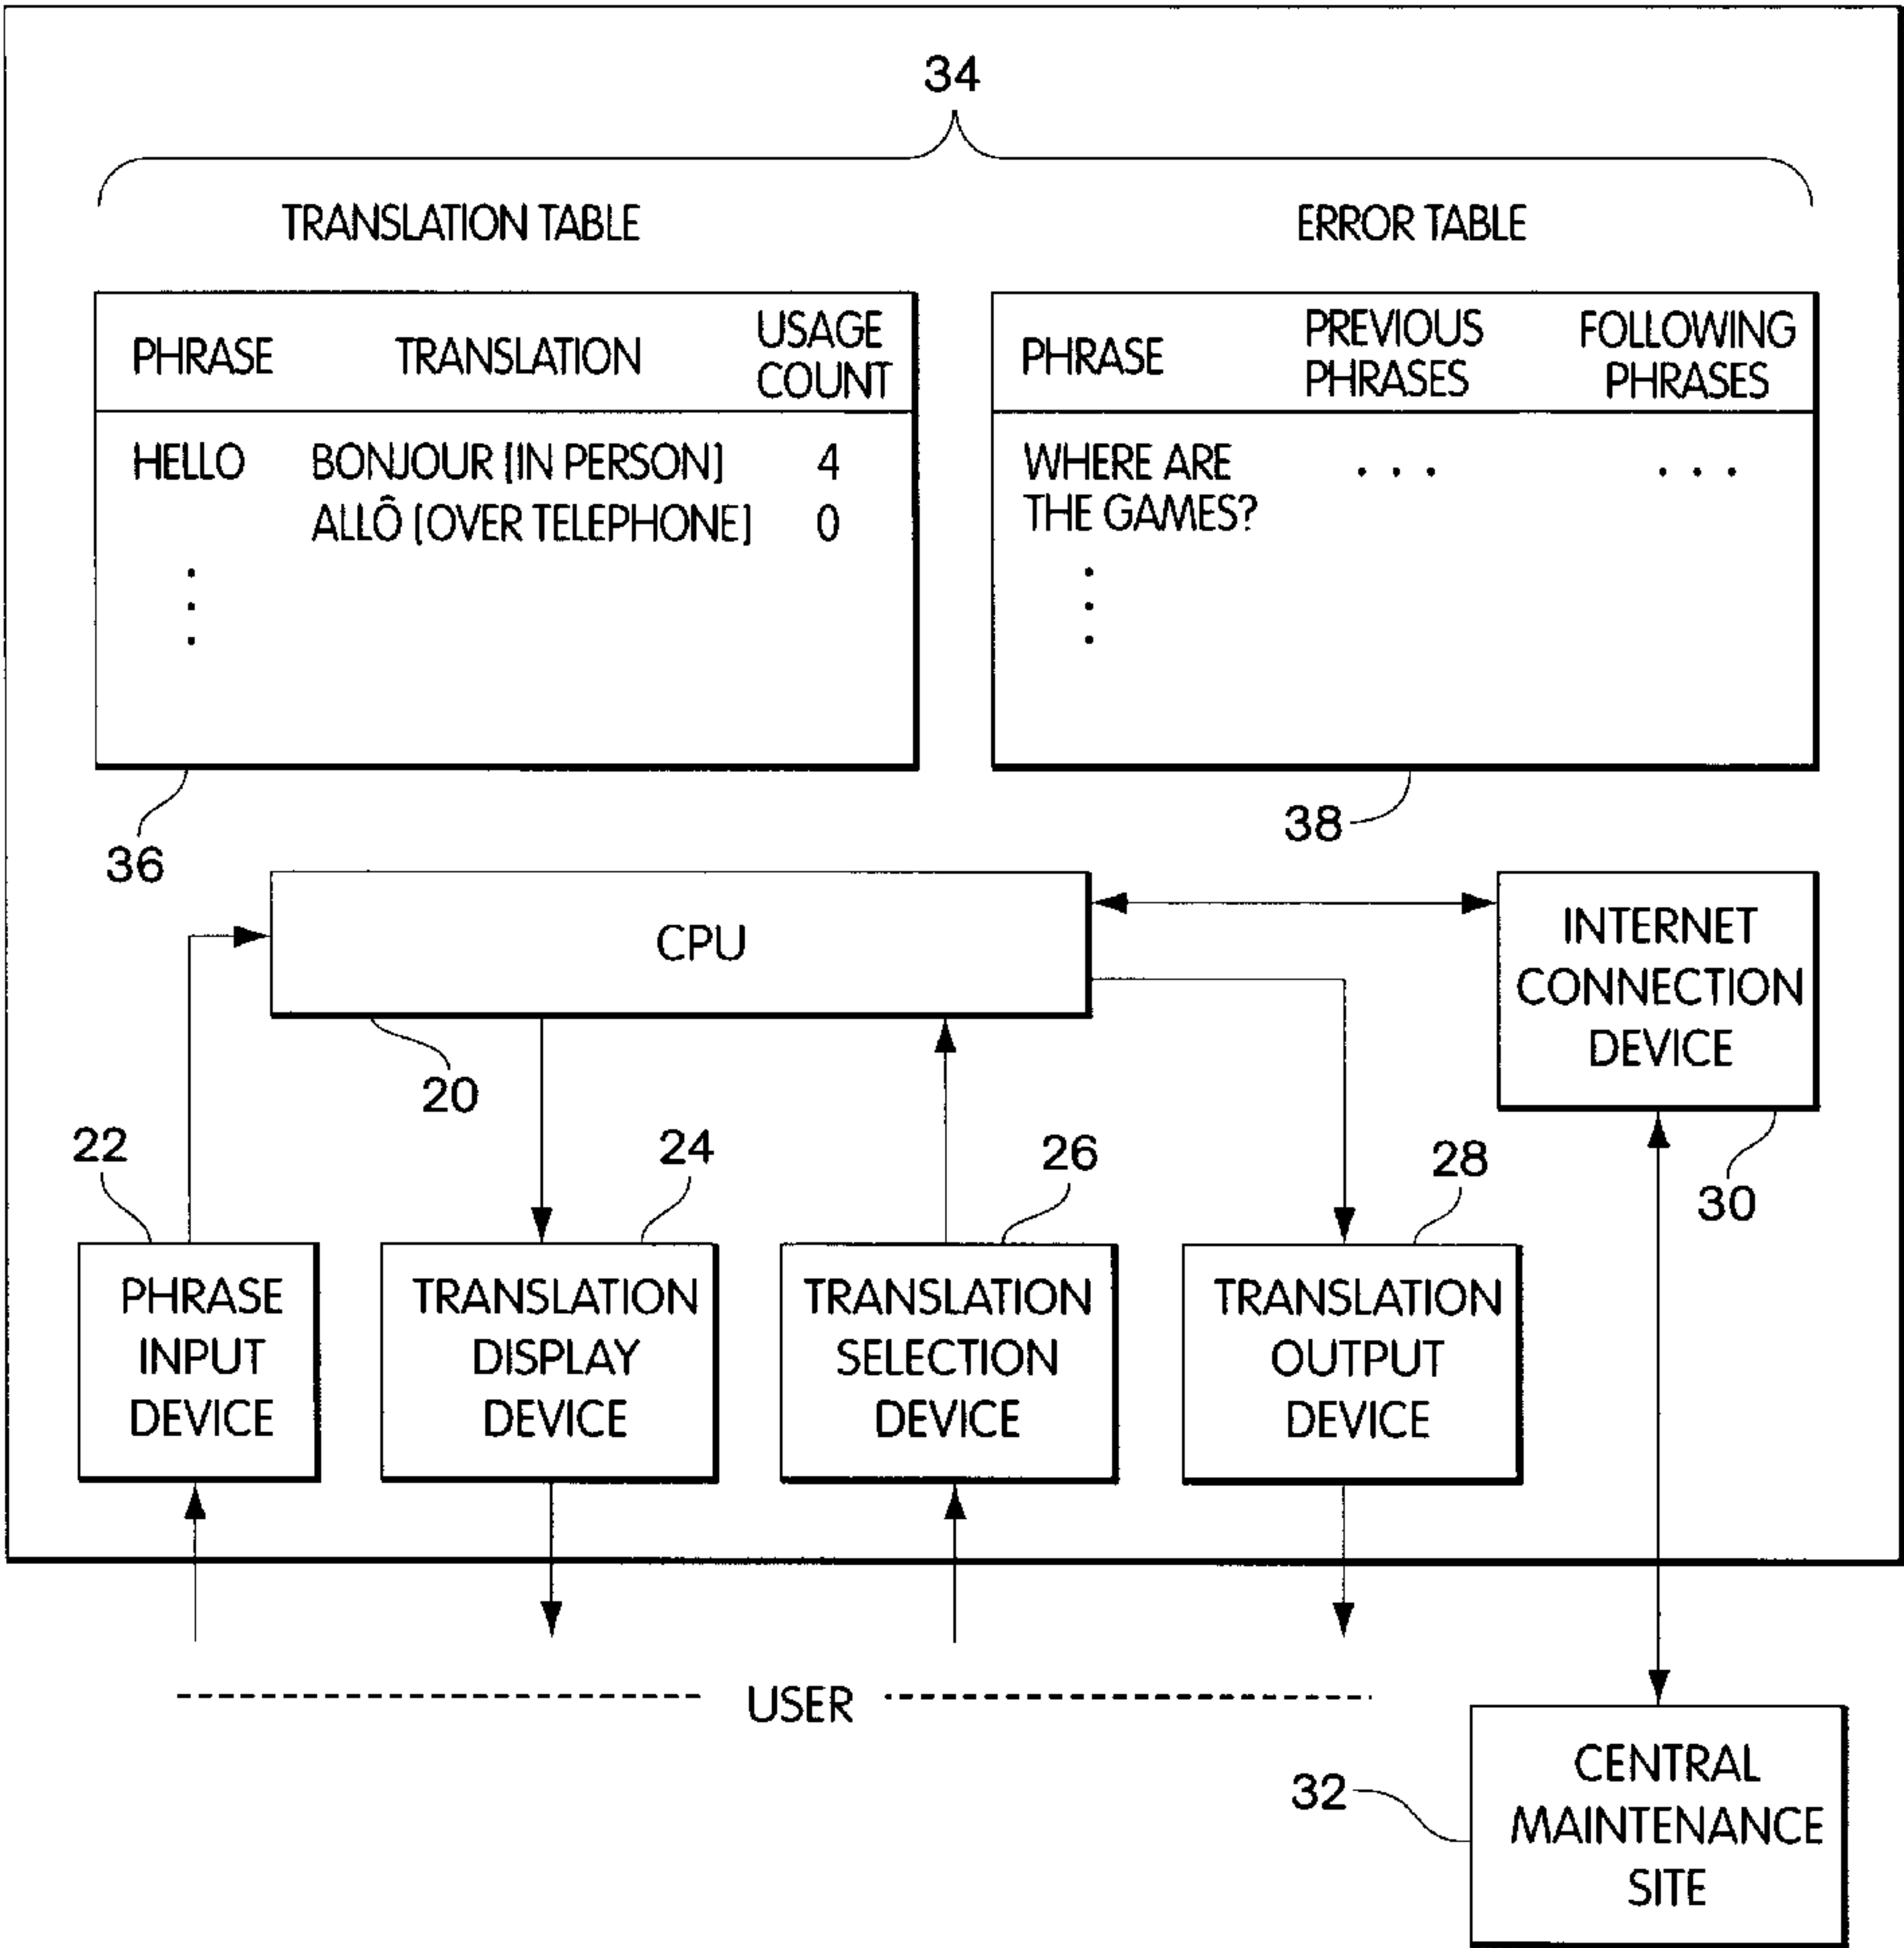 34
TRANSLATION TABLE
ERROR TABLE
PHRASE TRANSLATION USAGE COUNT
HELLO BONJOUR [IN PERSON] 4
ALLÔ [OVER TELEPHONE] 0
PHRASE PREVIOUS PHRASES FOLLOWING PHRASES
WHERE ARE . . . . . .
THE GAMES?
36
38
CPU
20
INTERNET
CONNECTION
DEVICE
30
22
24
26
28
PHRASE
INPUT
DEVICE
TRANSLATION
DISPLAY
DEVICE
TRANSLATION
SELECTION
DEVICE
TRANSLATION
OUTPUT
DEVICE
USER
32
CENTRAL
MAINTENANCE
SITE